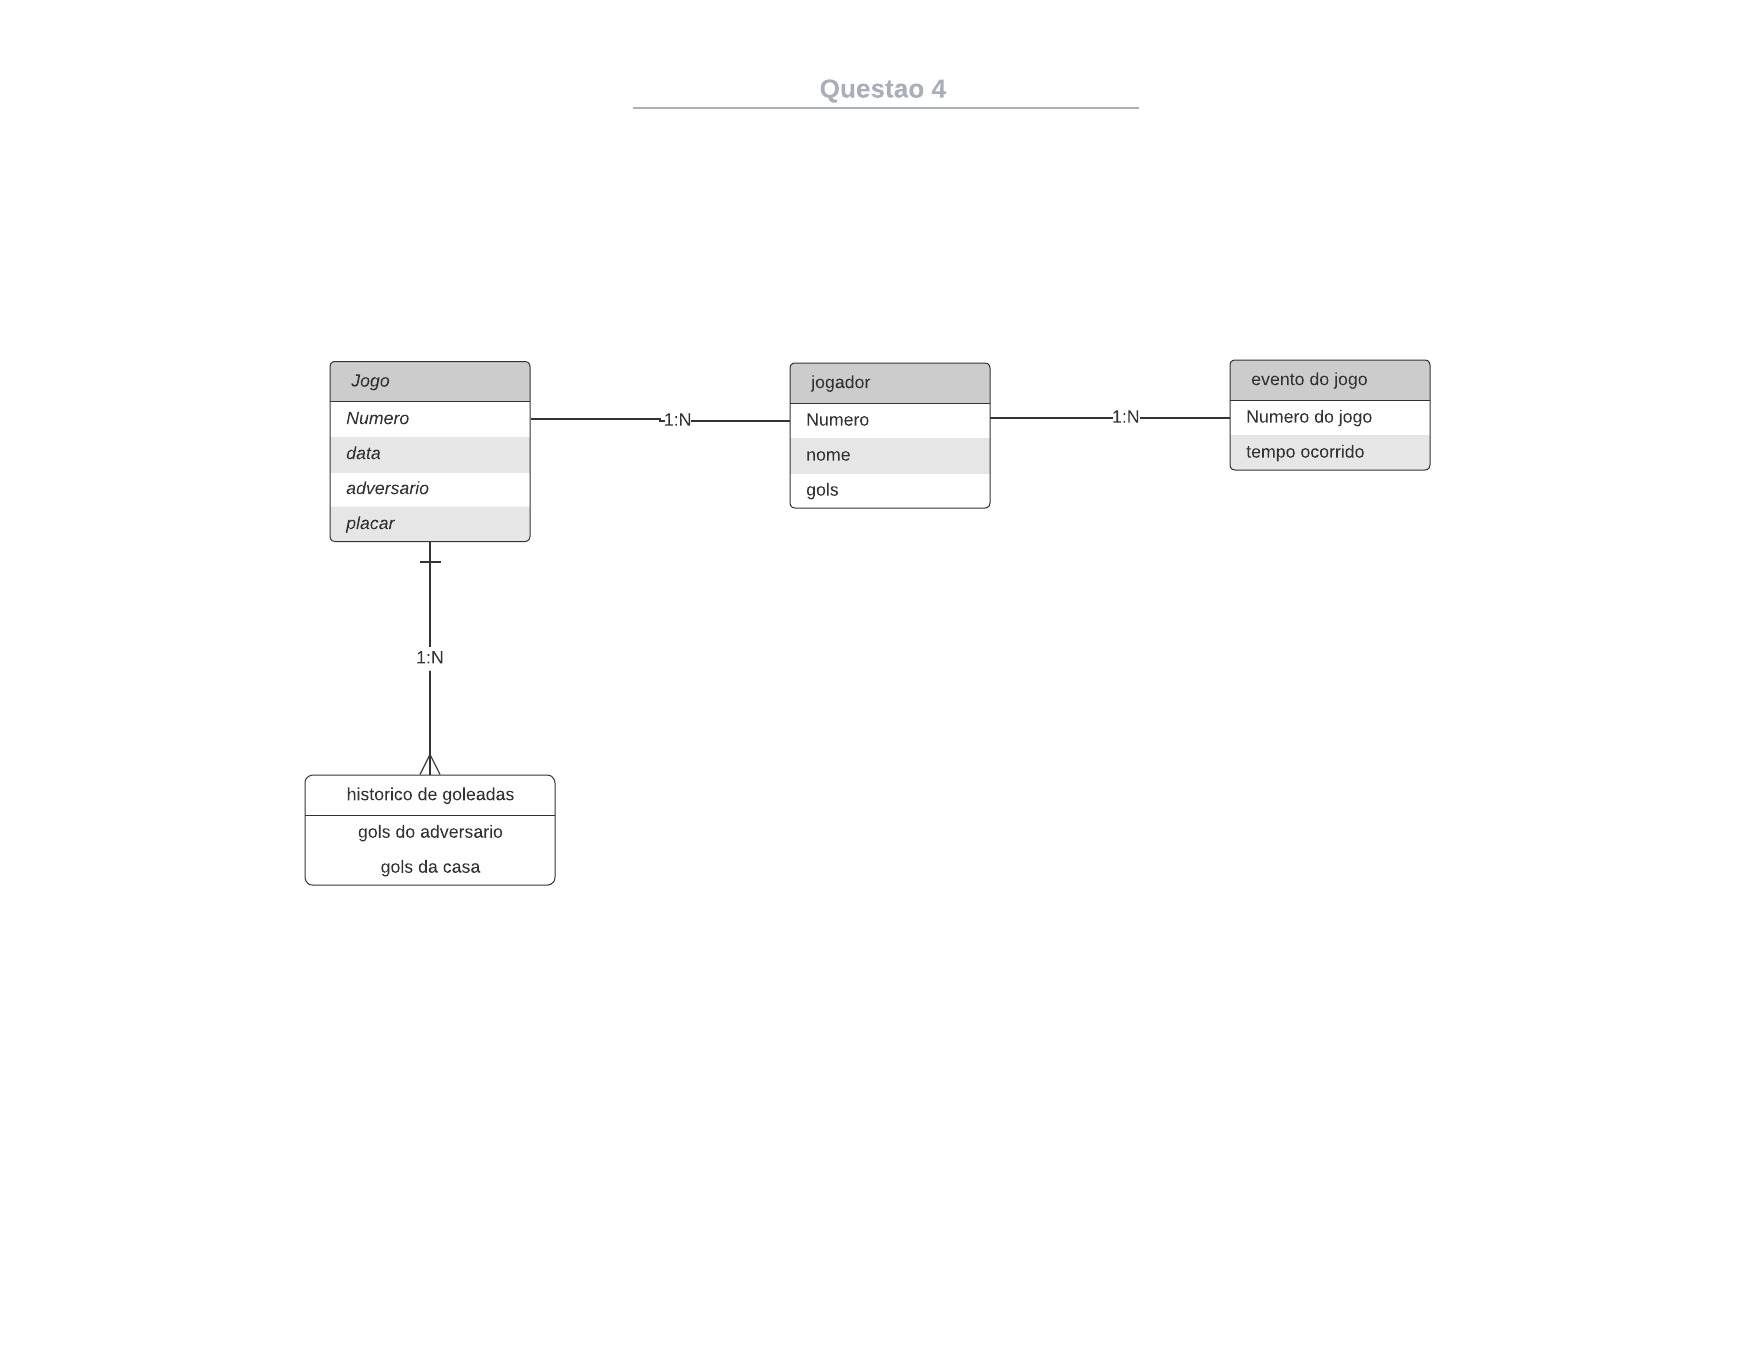 Questao 4
Jogo
Numero
data
adversario
placar
1:N
jogador
Numero
nome
gols
1:N
evento do jogo
Numero do jogo
tempo ocorrido
1:N
historico de goleadas
gols do adversario
gols da casa